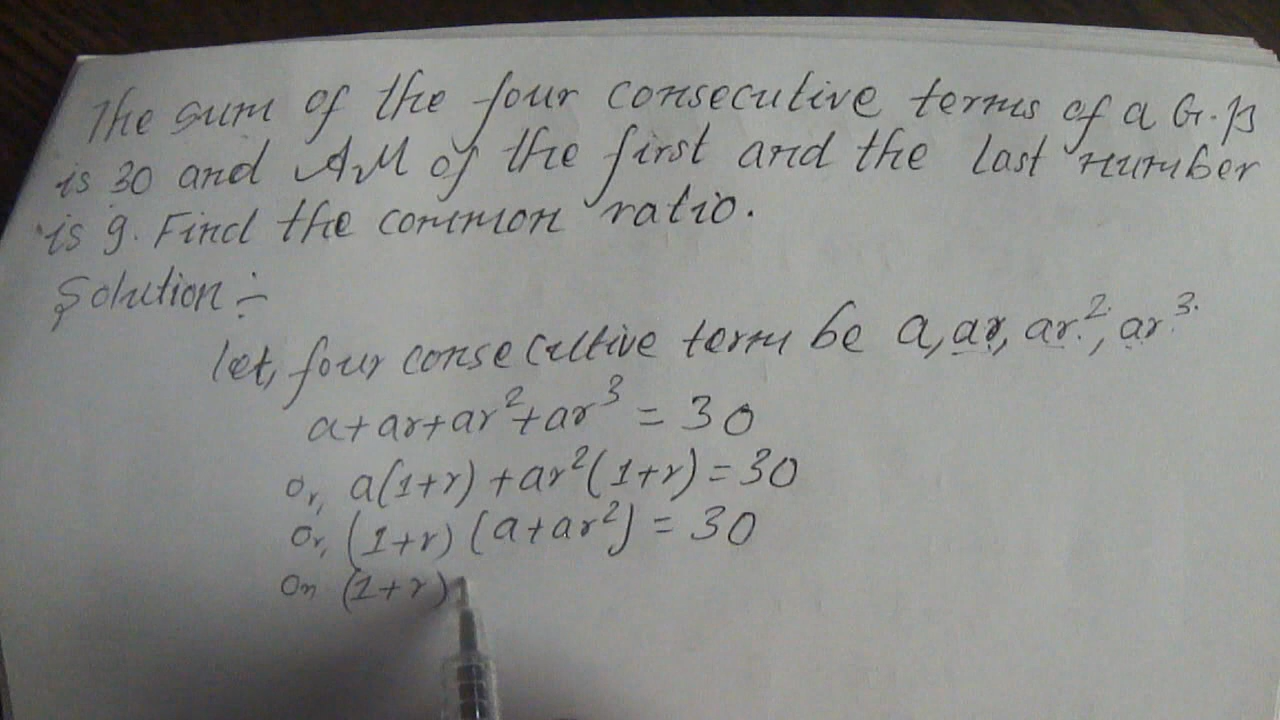 The sum of the four consecutive terms of a G.P
is 30 and AM of the first and the last number
is 9. Find the common ratio.
Solution :-
Let, four consecutive term be a, ar, ar², ar³.
a+ar+ar²+ar³ = 30
or, a(1+r) + ar²(1+r) = 30
or, (1+r) (a+ar²) = 30
or (1+r)